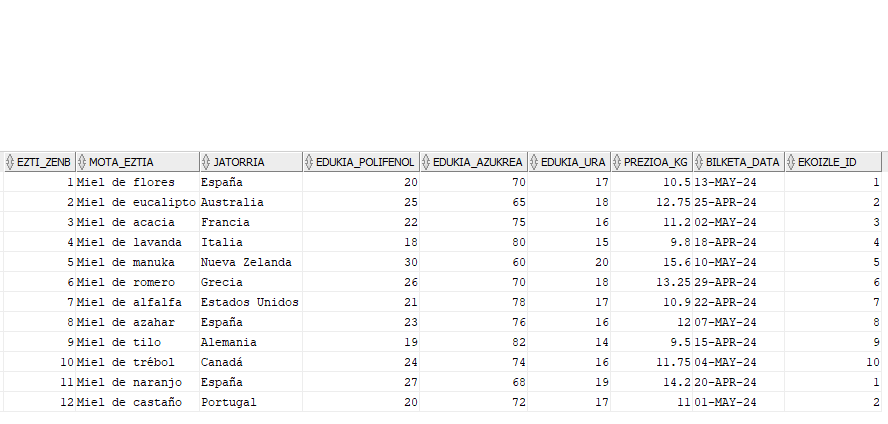 EZTI_ZENB MOTA_EZTIA JATORRIA EDUKIA_POLIFENOL EDUKIA_AZUKREA EDUKIA_URA PREZIOA_KG BILKETA_DATA EKOIZLE_ID
1 Miel de flores España 20 70 17 10.5 13-MAY-24 1
2 Miel de eucalipto Australia 25 65 18 12.75 25-APR-24 2
3 Miel de acacia Francia 22 75 16 11.2 02-MAY-24 3
4 Miel de lavanda Italia 18 80 15 9.8 18-APR-24 4
5 Miel de manuka Nueva Zelanda 30 60 20 15.6 10-MAY-24 5
6 Miel de romero Grecia 26 70 18 13.25 29-APR-24 6
7 Miel de alfalfa Estados Unidos 21 78 17 10.9 22-APR-24 7
8 Miel de azahar España 23 76 16 12 07-MAY-24 8
9 Miel de tilo Alemania 19 82 14 9.5 15-APR-24 9
10 Miel de trébol Canadá 24 74 16 11.75 04-MAY-24 10
11 Miel de naranjo España 27 68 19 14.2 20-APR-24 1
12 Miel de castaño Portugal 20 72 17 11 01-MAY-24 2